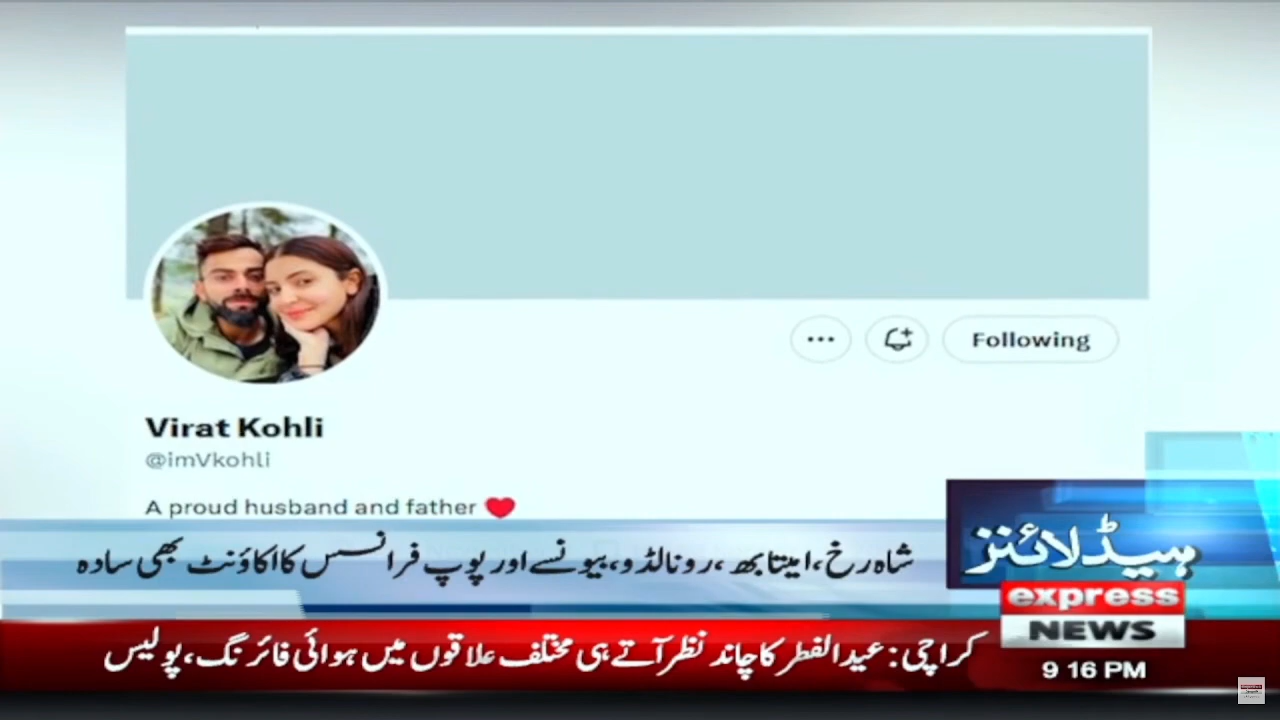 Following
Virat Kohli
@imVkohli
A proud husband and father ❤
شاہ رخ، امیتابھ، رونالڈو، بیونسے اور پوپ فرانسس کا اکاؤنٹ بھی سادہ
ہیڈلائنز
express
NEWS
کراچی: عیدالفطر کا چاند نظر آتے ہی مختلف علاقوں میں ہوائی فائرنگ، پولیس
9 16 PM